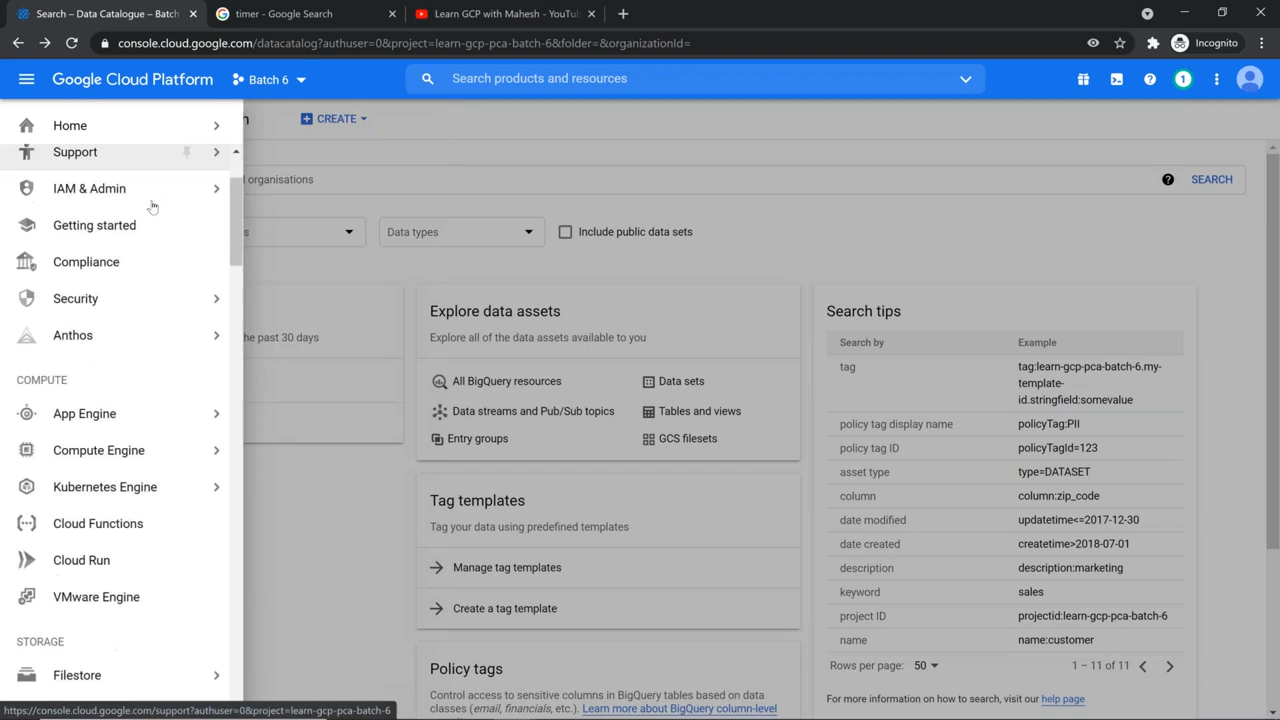 Search – Data Catalogue – Batch
timer - Google Search
Learn GCP with Mahesh - YouTu
console.cloud.google.com/datacatalog?authuser=0&project=learn-gcp-pca-batch-6&folder=&organizationId=
Incognito
Google Cloud Platform
Batch 6
Search products and resources
1
Home
n
CREATE
Support
IAM & Admin
Getting started
Compliance
Security
Anthos
COMPUTE
App Engine
Compute Engine
Kubernetes Engine
Cloud Functions
Cloud Run
VMware Engine
STORAGE
Filestore
organisations
SEARCH
s
Data types
Include public data sets
he past 30 days
Explore data assets
Explore all of the data assets available to you
All BigQuery resources
Data sets
Data streams and Pub/Sub topics
Tables and views
Entry groups
GCS filesets
Tag templates
Tag your data using predefined templates
Manage tag templates
Create a tag template
Policy tags
Control access to sensitive columns in BigQuery tables based on data
classes (email, financials, etc.). Learn more about BigQuery column-level
Search tips
Search by Example
tag tag:learn-gcp-pca-batch-6.my-
template-
id.stringfield:somevalue
policy tag display name policyTag:PII
policy tag ID policyTagId=123
asset type type=DATASET
column column:zip_code
date modified updatetime<=2017-12-30
date created createtime>2018-07-01
description description:marketing
keyword sales
project ID projectid:learn-gcp-pca-batch-6
name name:customer
Rows per page: 50 1 – 11 of 11
For more information on how to search, visit our help page
https://console.cloud.google.com/support?authuser=0&project=learn-gcp-pca-batch-6